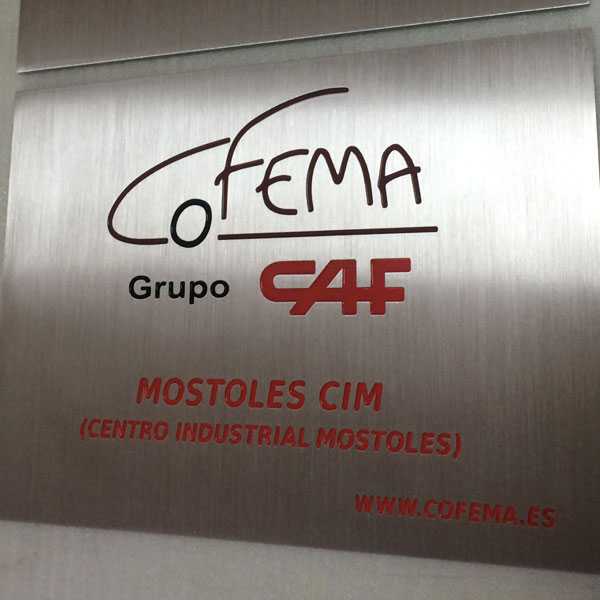 CoFEMA
Grupo CAF
MOSTOLES CIM
(CENTRO INDUSTRIAL MOSTOLES)
WWW.COFEMA.ES